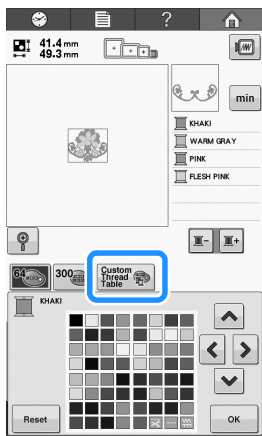 ?
41.4 mm
49.3 mm
min
KHAKI
WARM GRAY
PINK
FLESH PINK
64
300
Custom
Thread
Table
KHAKI
Reset
OK